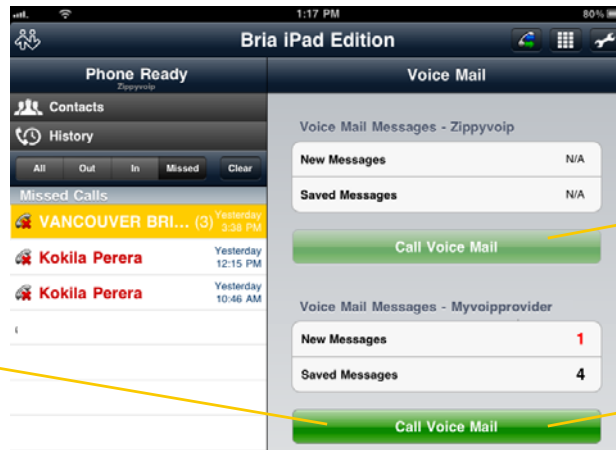 1:17 PM
80%
Bria iPad Edition
Phone Ready
Zippyvoip
Contacts
History
All Out In Missed Clear
Missed Calls
VANCOUVER BRI... (3) Yesterday 3:38 PM
Kokila Perera Yesterday 12:15 PM
Kokila Perera Yesterday 10:46 AM
Voice Mail
Voice Mail Messages - Zippyvoip
New Messages N/A
Saved Messages N/A
Call Voice Mail
Voice Mail Messages - Myvoipprovider
New Messages 1
Saved Messages 4
Call Voice Mail